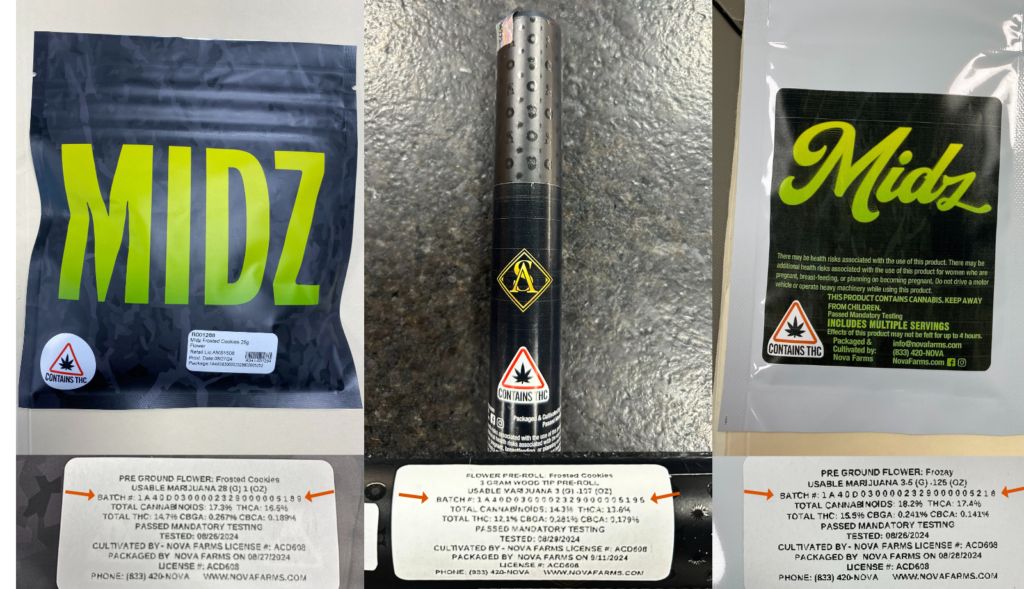 MIDZ
CONTAINS THC
R001288
Midz Frosted Cookies 28g
Flower
CONTAINS THC
Packaged & Cultivated
Midz
There may be health risks associated with the use of this product. There may be
additional health risks associated with the use of this product for women who are
pregnant, breast-feeding, or planning on becoming pregnant. Do not drive a motor
vehicle or operate heavy machinery while using this product.
THIS PRODUCT CONTAINS CANNABIS. KEEP AWAY
FROM CHILDREN.
Passed Mandatory Testing
INCLUDES MULTIPLE SERVINGS
Effects of this product may not be felt for up to 4 hours.
CONTAINS THC
Packaged &
Cultivated by:
Nova Farms
info@novafarms.com
(833) 420-NOVA
NovaFarms.com
PRE GROUND FLOWER: Frosted Cookies
USABLE MARIJUANA 28 (G) 1 (OZ)
BATCH #: 1A40D0300002329000005189
TOTAL CANNABINOIDS: 17.3% THCA: 16.5%
TOTAL THC: 14.7% CBGA: 0.267% CBCA: 0.189%
PASSED MANDATORY TESTING
TESTED: 08/26/2024
CULTIVATED BY - NOVA FARMS LICENSE #: ACD608
PACKAGED BY NOVA FARMS ON 08/27/2024
LICENSE #: ACD608
PHONE: (833) 420-NOVA WWW.NOVAFARMS.COM
FLOWER PRE-ROLL: Frosted Cookies
3 GRAM WOOD TIP PRE-ROLL
USABLE MARIJUANA 3 (G) .107 (OZ)
BATCH #: 1A40D0300002329000005195
TOTAL CANNABINOIDS: 14.3% THCA: 13.6%
TOTAL THC: 12.1% CBGA: 0.281% CBCA: 0.179%
PASSED MANDATORY TESTING
TESTED: 08/29/2024
CULTIVATED BY - NOVA FARMS LICENSE #: ACD608
PACKAGED BY NOVA FARMS ON 9/11/2024
LICENSE #: ACD608
PHONE: (833) 420-NOVA WWW.NOVAFARMS.COM
PRE GROUND FLOWER: Frozay
USABLE MARIJUANA 3.5 (G) .125 (OZ)
BATCH #: 1A40D0300002329000005216
TOTAL CANNABINOIDS: 18.2% THCA: 17.4%
TOTAL THC: 15.5% CBGA: 0.241% CBCA: 0.141%
PASSED MANDATORY TESTING
TESTED: 08/26/2024
CULTIVATED BY - NOVA FARMS LICENSE #: ACD608
PACKAGED BY NOVA FARMS ON 08/28/2024
LICENSE #: ACD608
PHONE: (833) 420-NOVA WWW.NOVAFARMS.COM